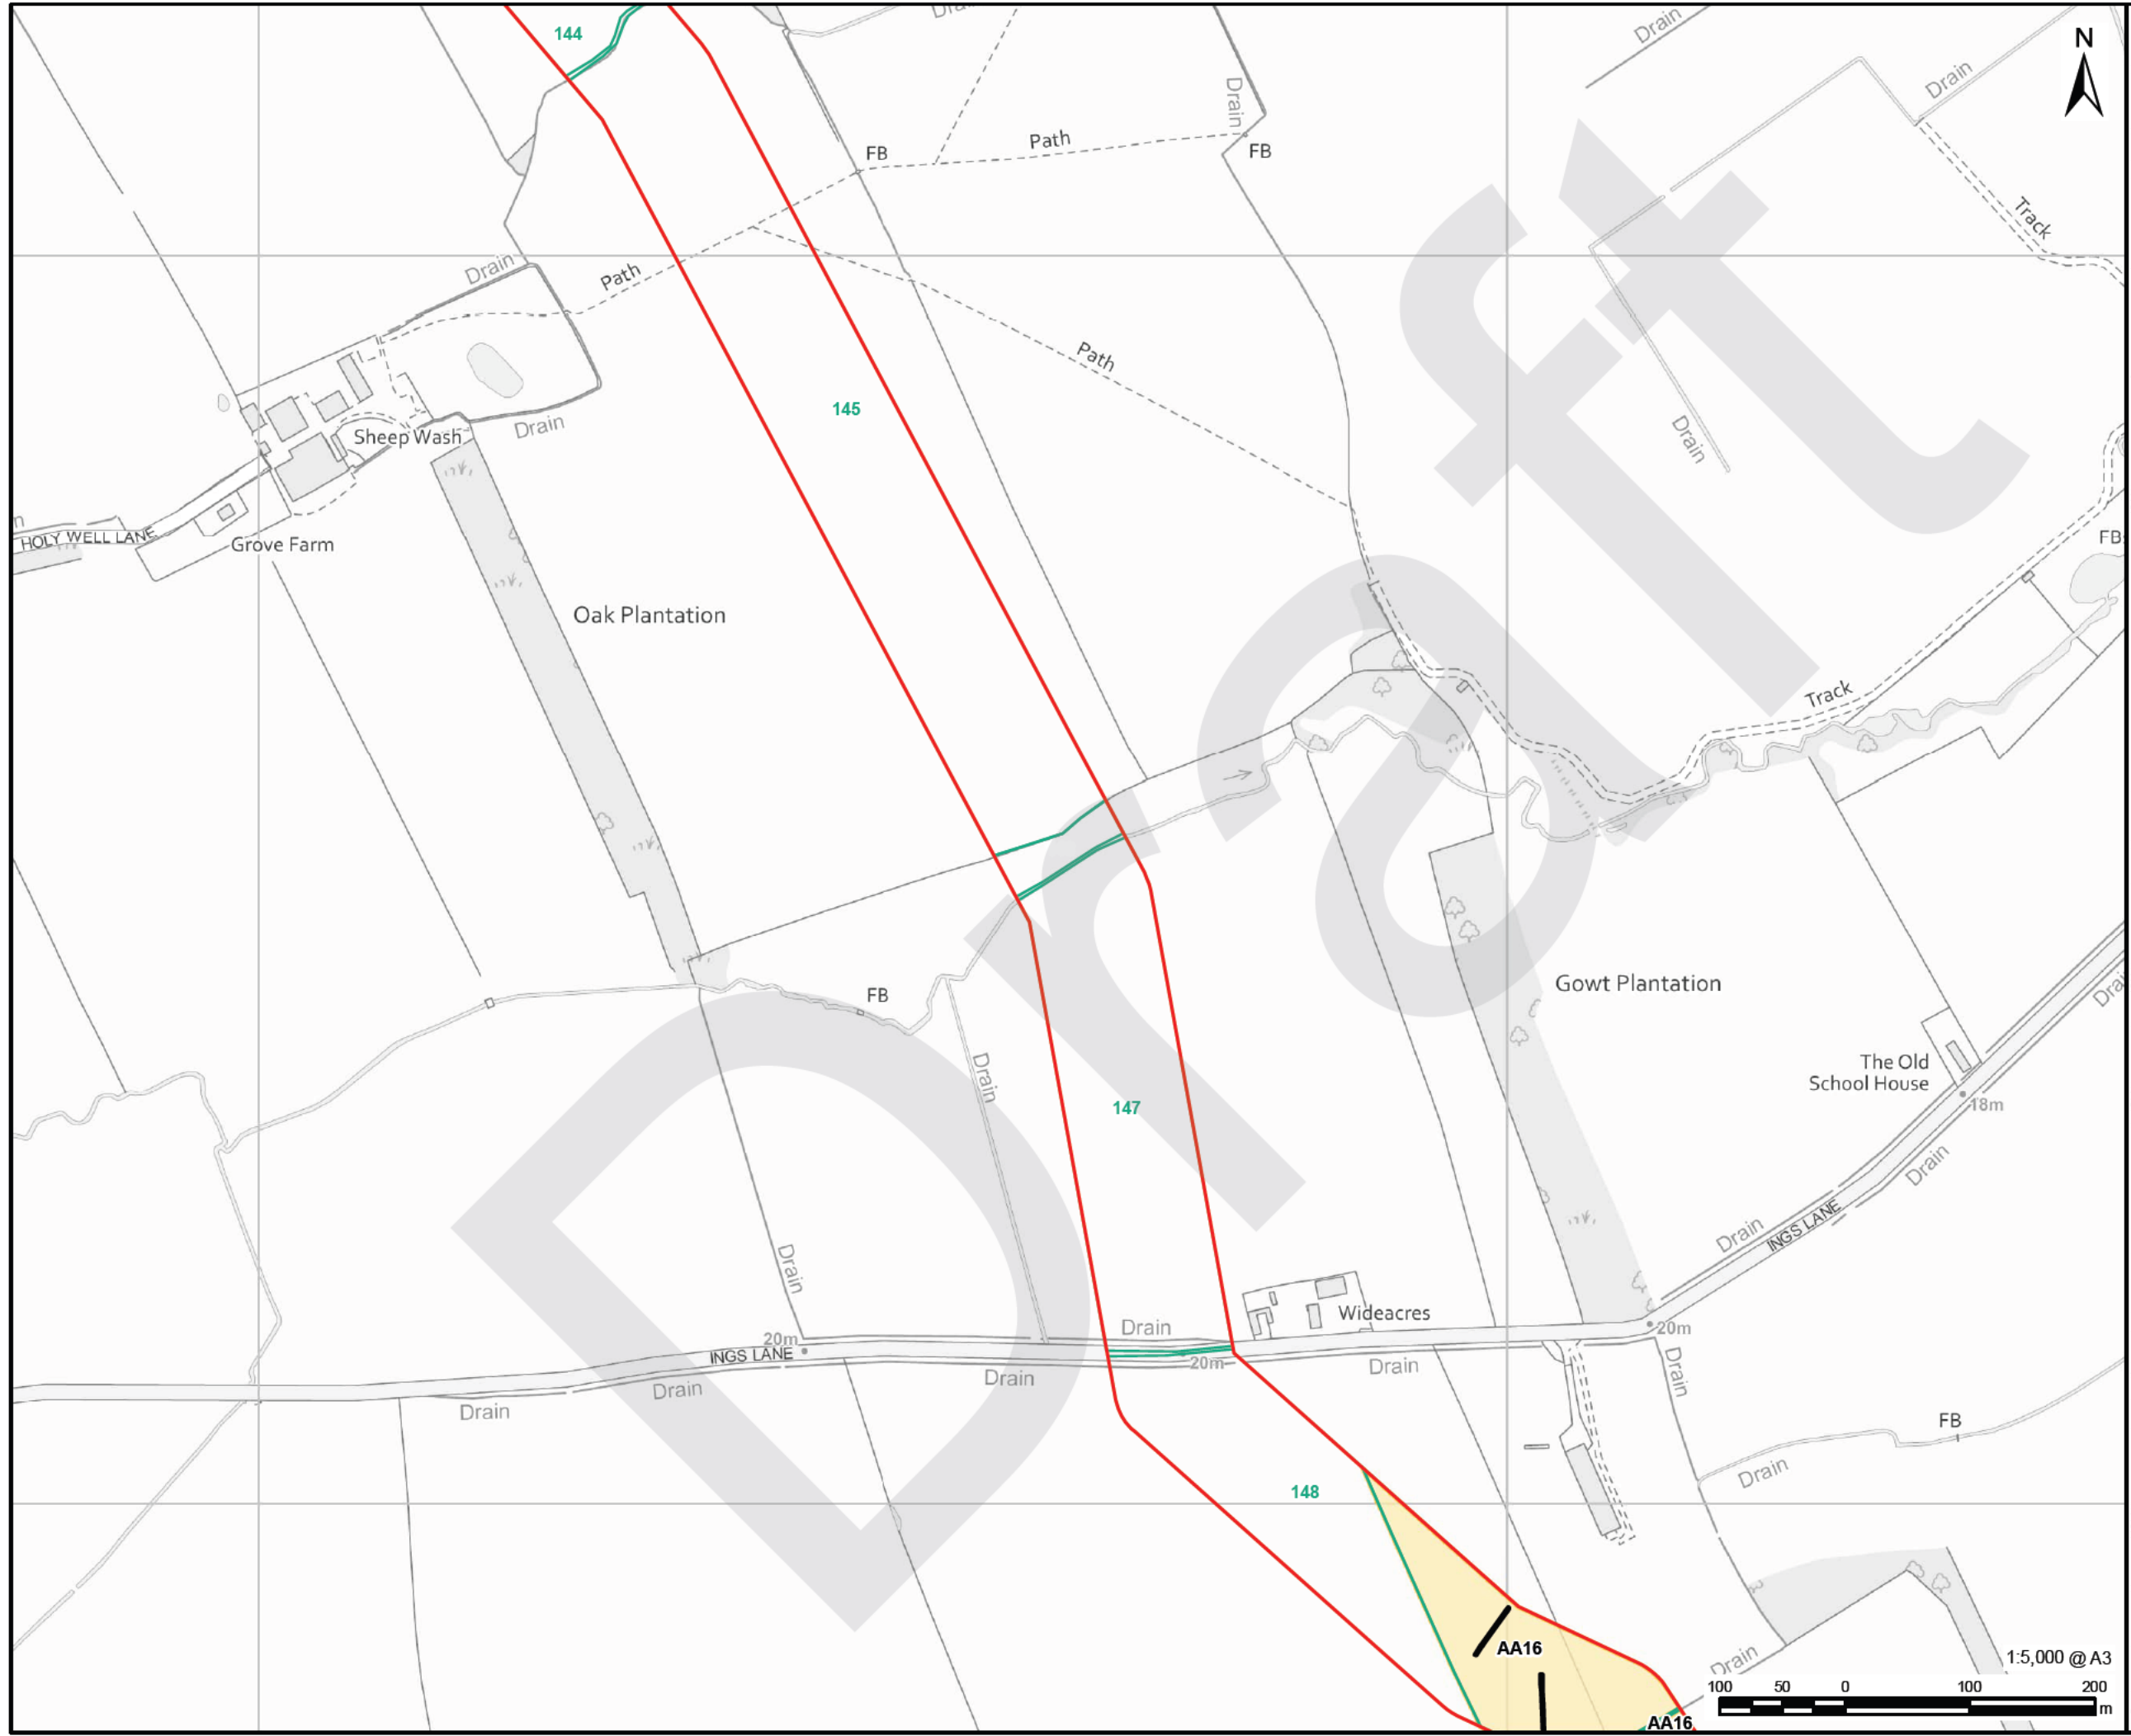 144
Drain
Drain
N
Drain
Drain
FB
Path
FB
Track
Drain
Path
145
Path
Sheep Wash
Drain
Drain
HOLY WELL LANE
Grove Farm
FB
Oak Plantation
Track
Draft
FB
Gowt Plantation
Drain
The Old
School House
18m
147
Drain
Drain
Drain
INGS LANE
Wideacres
20m
INGS LANE
Drain
20m
20m
Drain
Drain
Drain
Drain
Drain
FB
Drain
148
AA16
Drain
1:5,000 @ A3
100 50 0 100 200
m
AA16